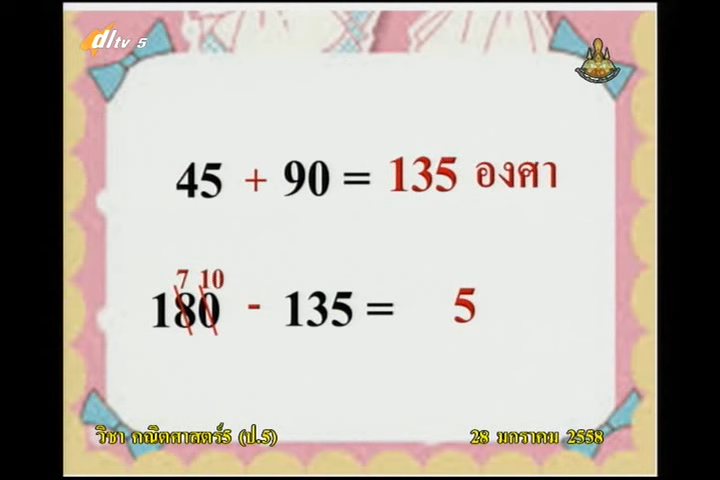 dltv 5
45 + 90 = 135 องศา
7 10
180 - 135 = 5
วิชา คณิตศาสตร์5 (ป.5)
28 มกราคม 2558